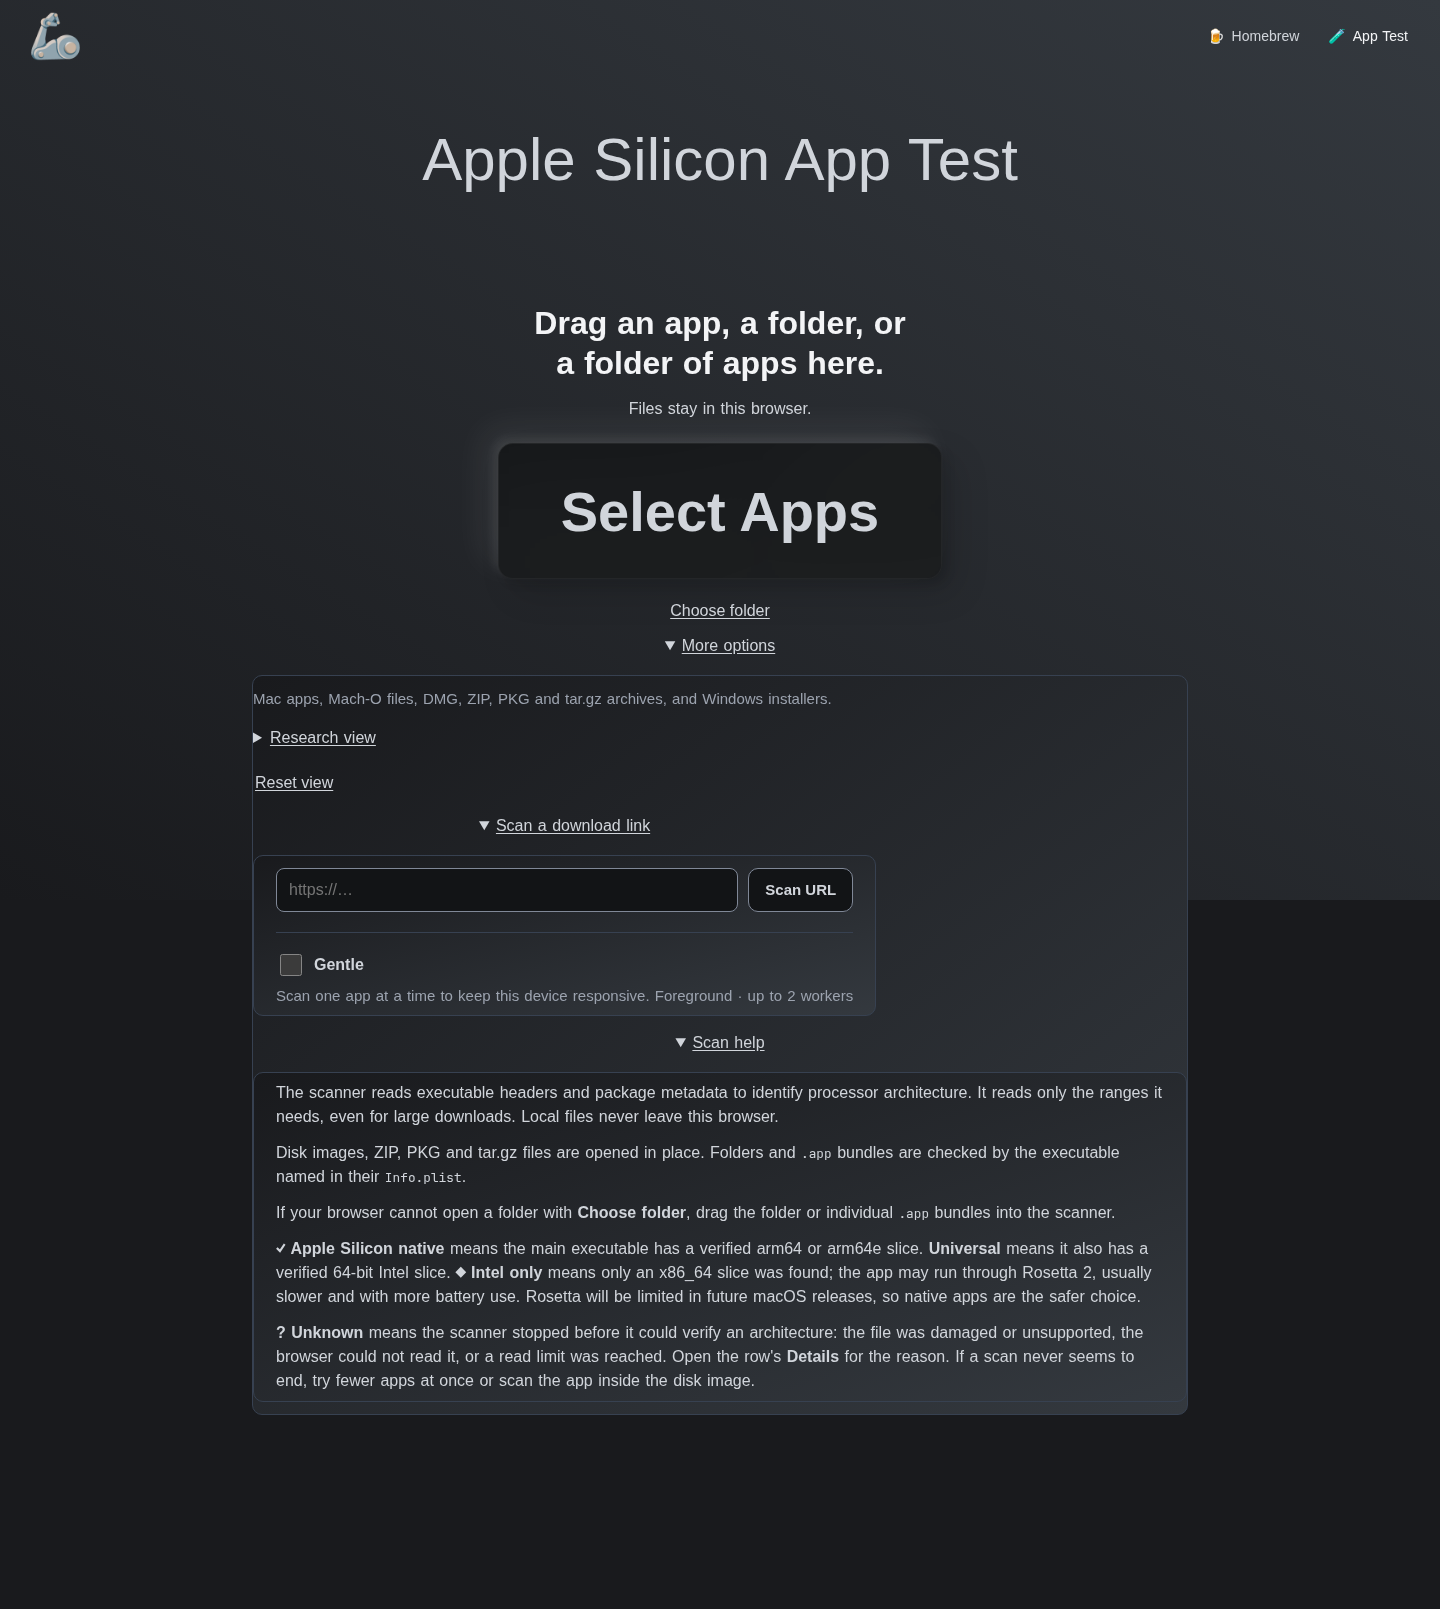 🍺 Homebrew
🧪 App Test
Apple Silicon App Test
Drag an app, a folder, or
a folder of apps here.
Files stay in this browser.
Select Apps
Choose folder
▼ More options
Mac apps, Mach-O files, DMG, ZIP, PKG and tar.gz archives, and Windows installers.
▶ Research view
Reset view
▼ Scan a download link
https://…
Scan URL
Gentle
Scan one app at a time to keep this device responsive. Foreground · up to 2 workers
▼ Scan help
The scanner reads executable headers and package metadata to identify processor architecture. It reads only the ranges it
needs, even for large downloads. Local files never leave this browser.
Disk images, ZIP, PKG and tar.gz files are opened in place. Folders and .app bundles are checked by the executable
named in their Info.plist.
If your browser cannot open a folder with Choose folder, drag the folder or individual .app bundles into the scanner.
✓ Apple Silicon native means the main executable has a verified arm64 or arm64e slice. Universal means it also has a
verified 64-bit Intel slice. ◆ Intel only means only an x86_64 slice was found; the app may run through Rosetta 2, usually
slower and with more battery use. Rosetta will be limited in future macOS releases, so native apps are the safer choice.
? Unknown means the scanner stopped before it could verify an architecture: the file was damaged or unsupported, the
browser could not read it, or a read limit was reached. Open the row's Details for the reason. If a scan never seems to
end, try fewer apps at once or scan the app inside the disk image.